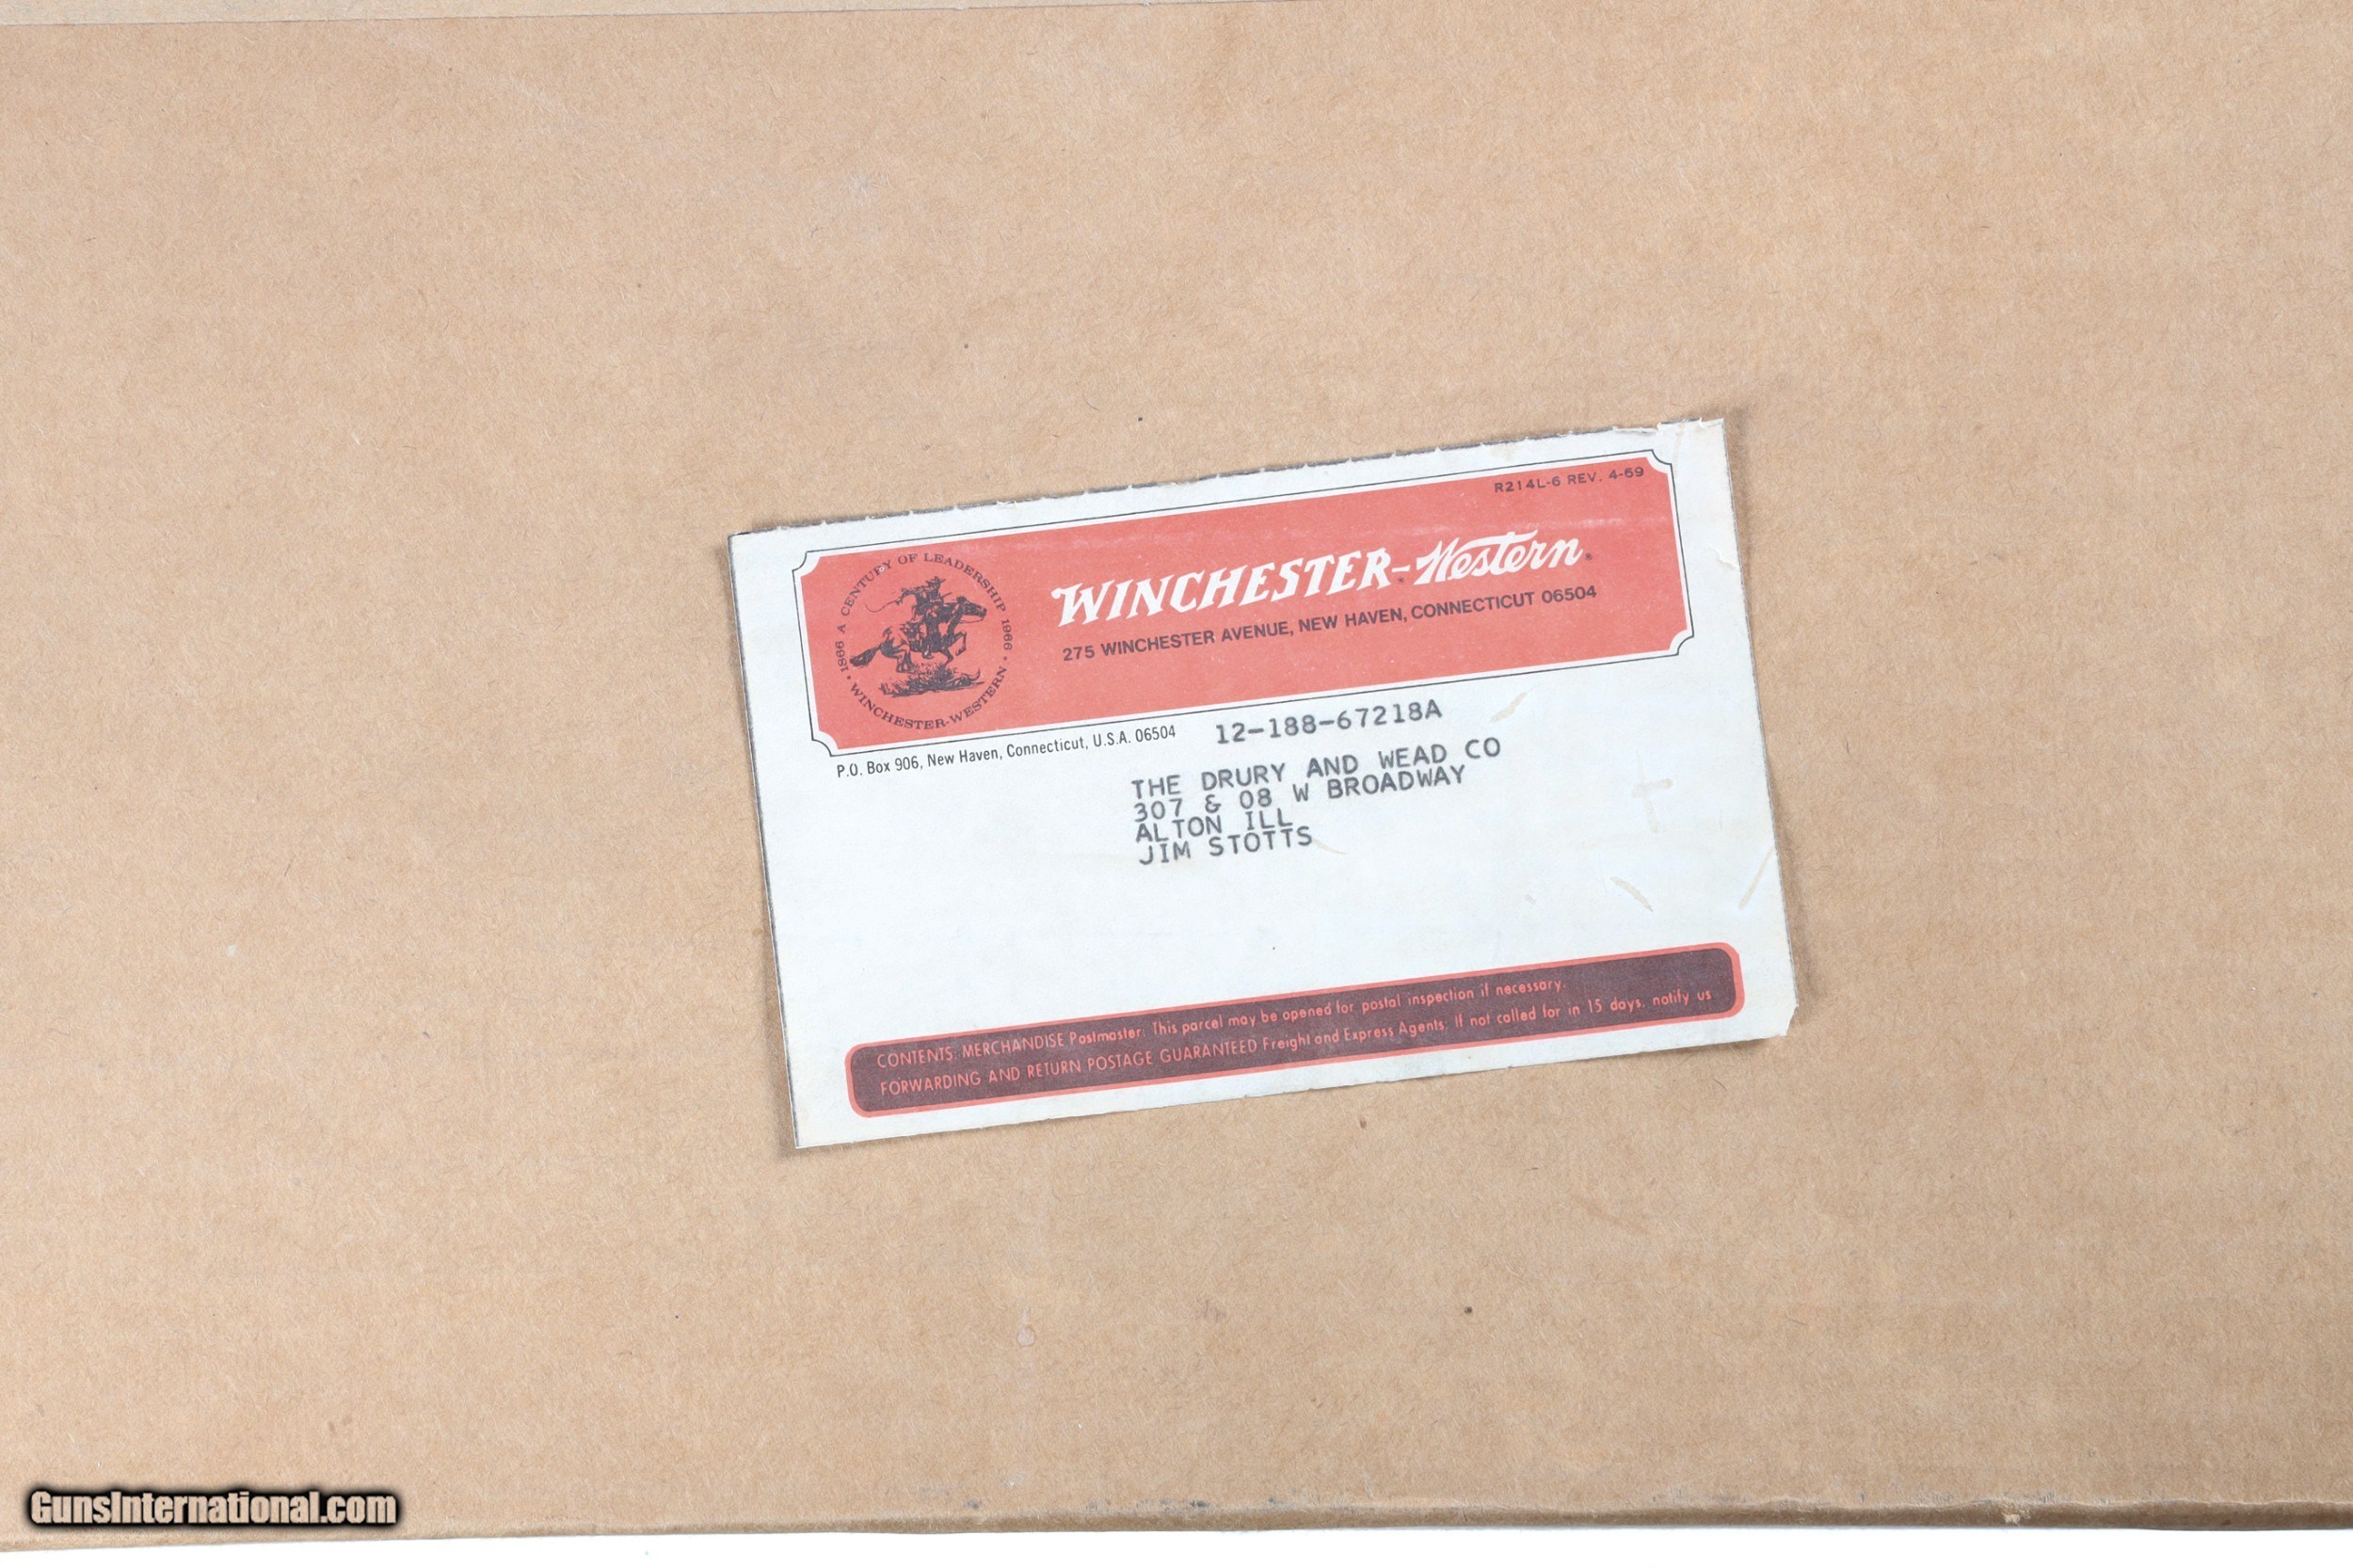 R214L-6 REV. 4-69
1866 A CENTURY OF LEADERSHIP 1966 • WINCHESTER-WESTERN •
WINCHESTER®-Western®
275 WINCHESTER AVENUE, NEW HAVEN, CONNECTICUT 06504
P.O. Box 906, New Haven, Connecticut, U.S.A. 06504
12-188-67218A
THE DRURY AND WEAD CO
307 & 08 W BROADWAY
ALTON ILL
JIM STOTTS
CONTENTS: MERCHANDISE Postmaster: This parcel may be opened for postal inspection if necessary.
FORWARDING AND RETURN POSTAGE GUARANTEED Freight and Express Agents: If not called for in 15 days, notify us
GunsInternational.com